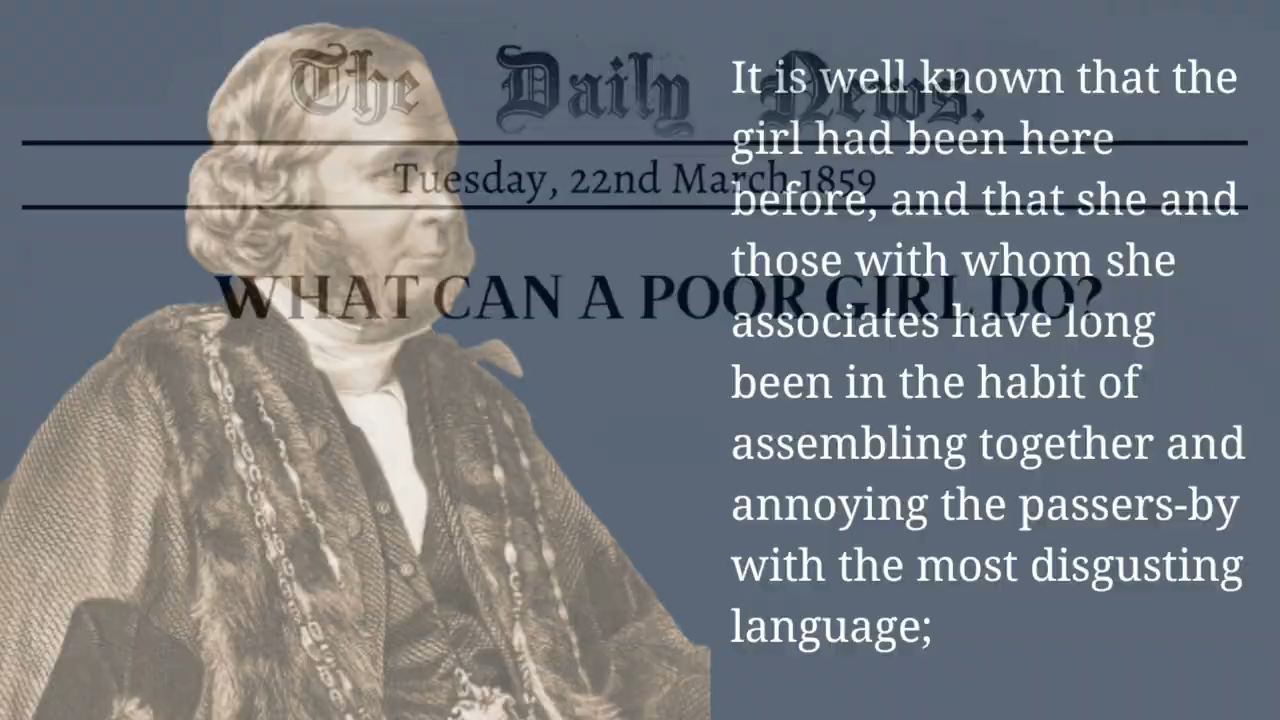 The Daily News.
Tuesday, 22nd March 1859
WHAT CAN A POOR GIRL DO?
It is well known that the
girl had been here
before, and that she and
those with whom she
associates have long
been in the habit of
assembling together and
annoying the passers-by
with the most disgusting
language;